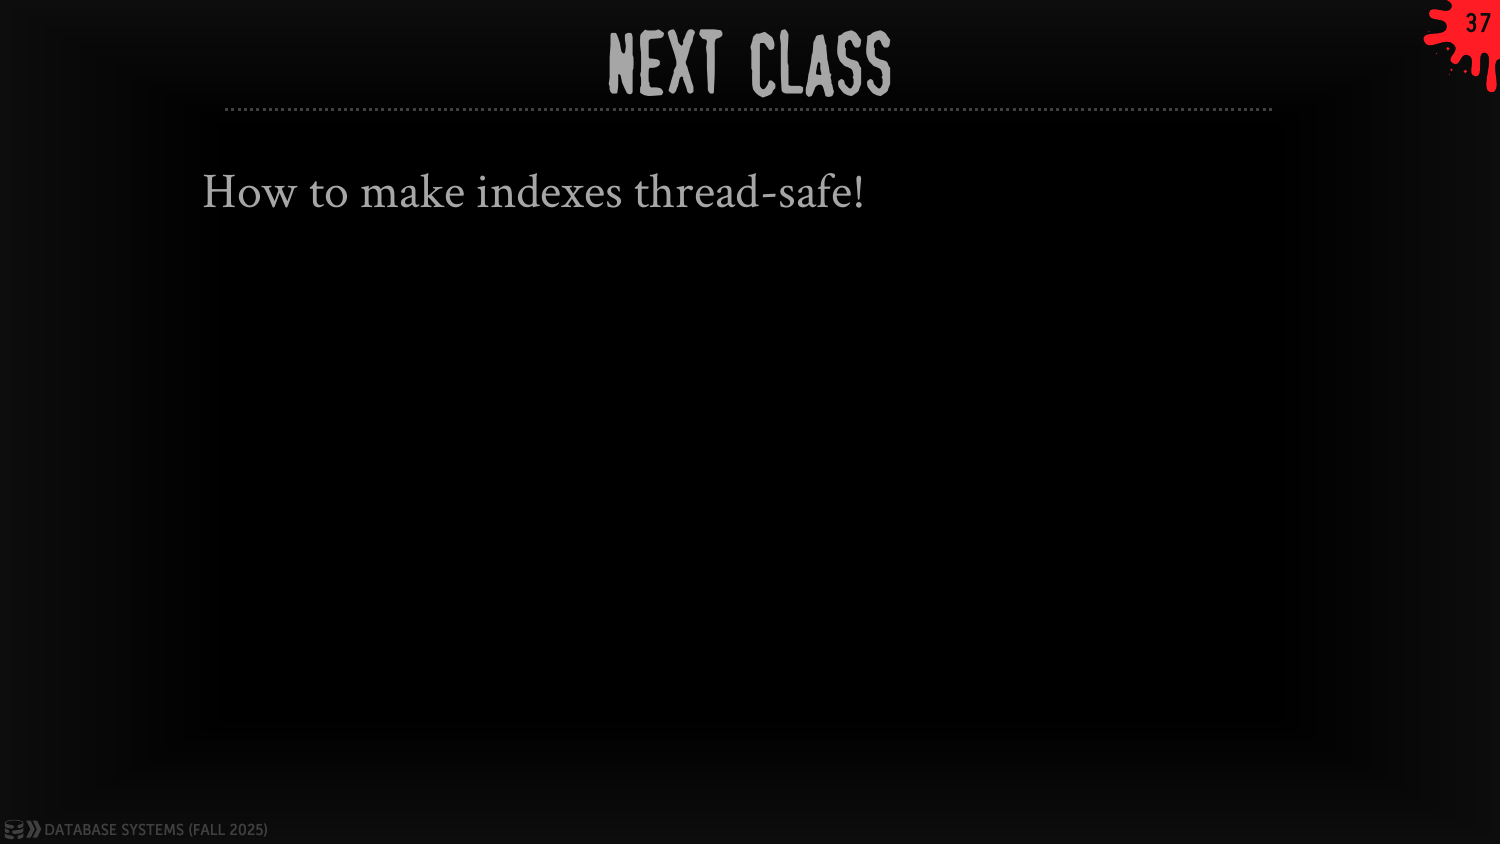 NEXT CLASS
37
How to make indexes thread-safe!
DATABASE SYSTEMS (FALL 2025)